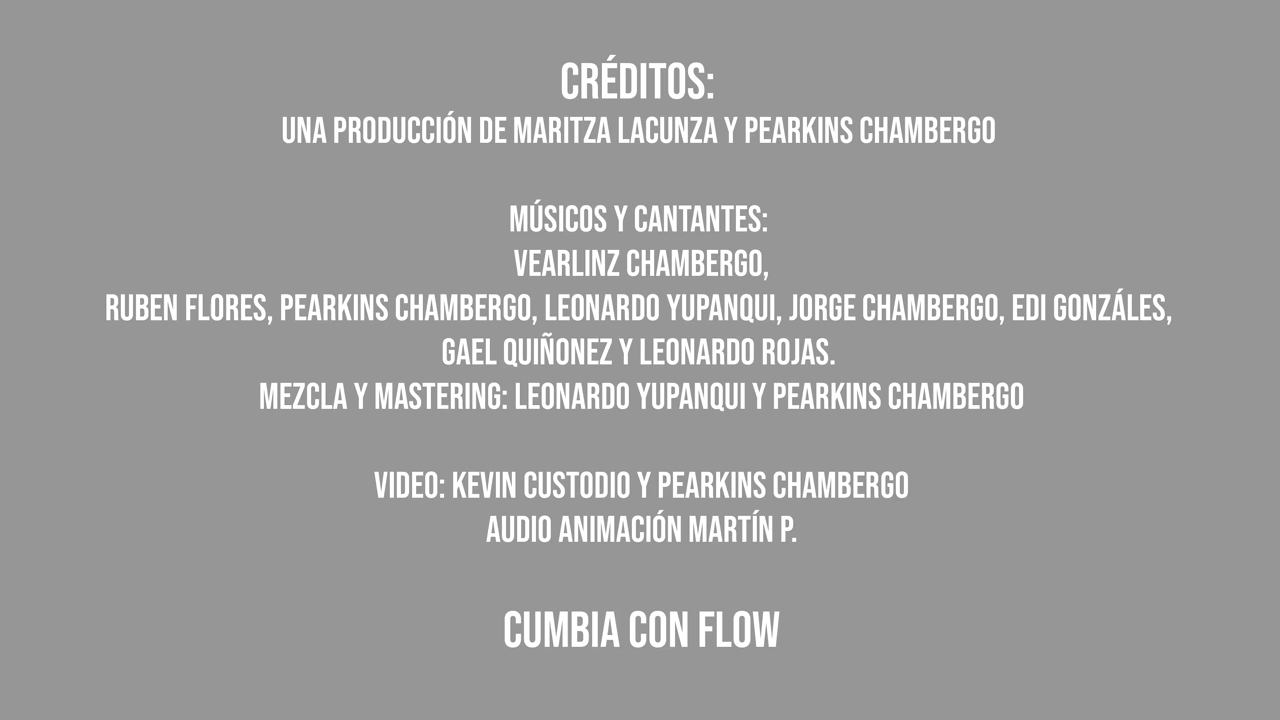 CRÉDITOS:
UNA PRODUCCIÓN DE MARITZA LACUNZA Y PEARKINS CHAMBERGO
MÚSICOS Y CANTANTES:
VEARLINZ CHAMBERGO,
RUBEN FLORES, PEARKINS CHAMBERGO, LEONARDO YUPANQUI, JORGE CHAMBERGO, EDI GONZÁLES,
GAEL QUIÑONEZ Y LEONARDO ROJAS.
MEZCLA Y MASTERING: LEONARDO YUPANQUI Y PEARKINS CHAMBERGO
VIDEO: KEVIN CUSTODIO Y PEARKINS CHAMBERGO
AUDIO ANIMACIÓN MARTÍN P.
CUMBIA CON FLOW